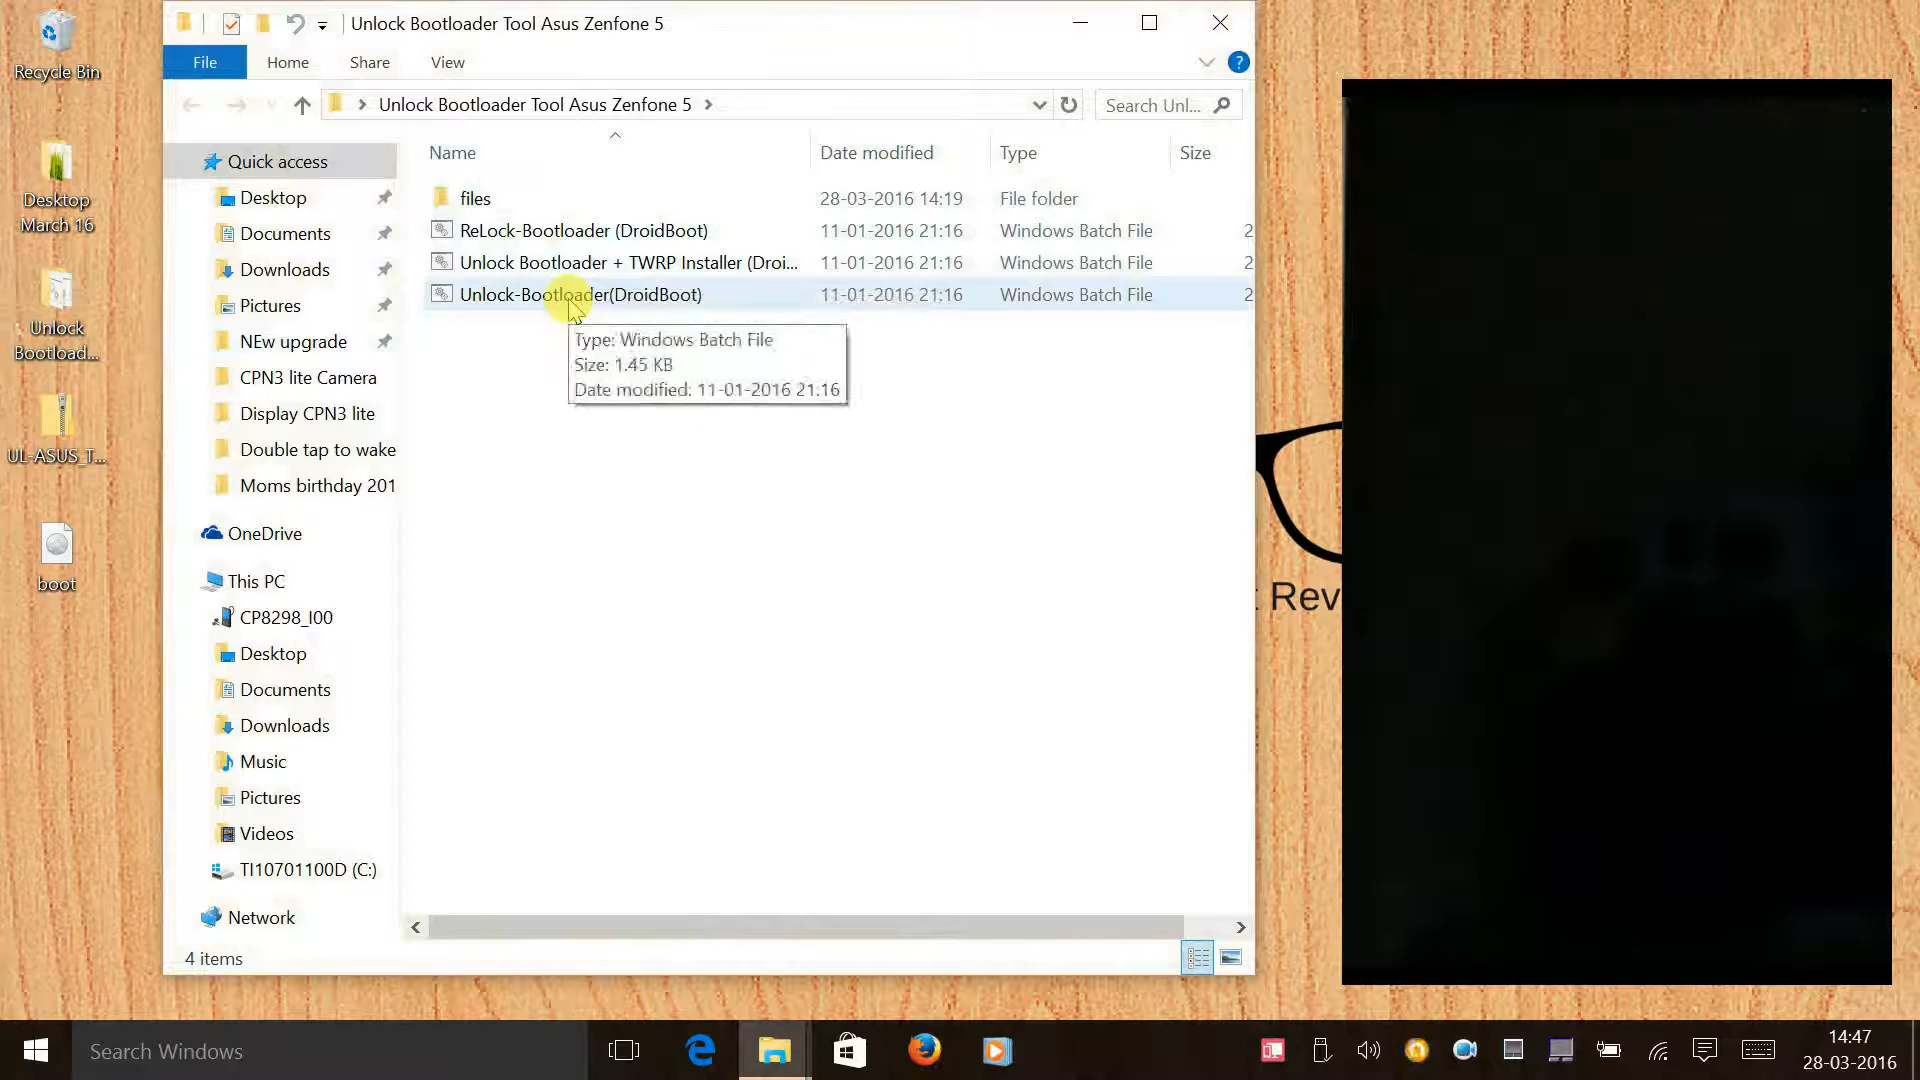 Recycle Bin
Desktop
March 16
Unlock
Bootload...
UL-ASUS_T...
boot
Unlock Bootloader Tool Asus Zenfone 5
File
Home
Share
View
?
Unlock Bootloader Tool Asus Zenfone 5
Search Unl...
Name
Date modified
Type
Size
files
28-03-2016 14:19
File folder
ReLock-Bootloader (DroidBoot)
11-01-2016 21:16
Windows Batch File
2
Unlock Bootloader + TWRP Installer (Droi...
11-01-2016 21:16
Windows Batch File
2
Unlock-Bootloader(DroidBoot)
11-01-2016 21:16
Windows Batch File
2
Type: Windows Batch File
Size: 1.45 KB
Date modified: 11-01-2016 21:16
Quick access
Desktop
Documents
Downloads
Pictures
NEw upgrade
CPN3 lite Camera
Display CPN3 lite
Double tap to wake
Moms birthday 201
OneDrive
This PC
CP8298_I00
Desktop
Documents
Downloads
Music
Pictures
Videos
TI10701100D (C:)
Network
4 items
Rev
Search Windows
14:47
28-03-2016